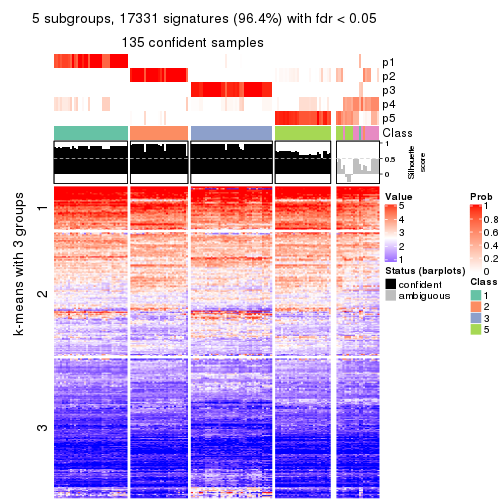 5 subgroups, 17331 signatures (96.4%) with fdr < 0.05
135 confident samples
p1
p2
p3
p4
p5
Class
1
0.5
0
Silhouette
score
k-means with 3 groups
1
2
3
Value
5
4
3
2
1
Status (barplots)
confident
ambiguous
Prob
1
0.8
0.6
0.4
0.2
0
Class
1
2
3
5